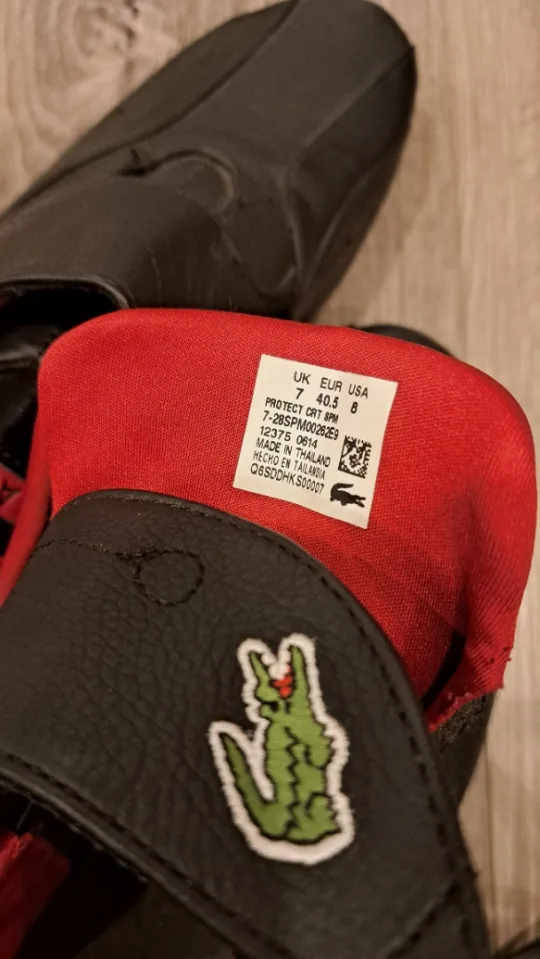 UK EUR USA
7 40.5 8
PROTECT CRT SPM
7-28SPM00262E9
12375 0614
MADE IN THAILAND
HECHO EN TAILANDIA
Q6SDDHKS00007